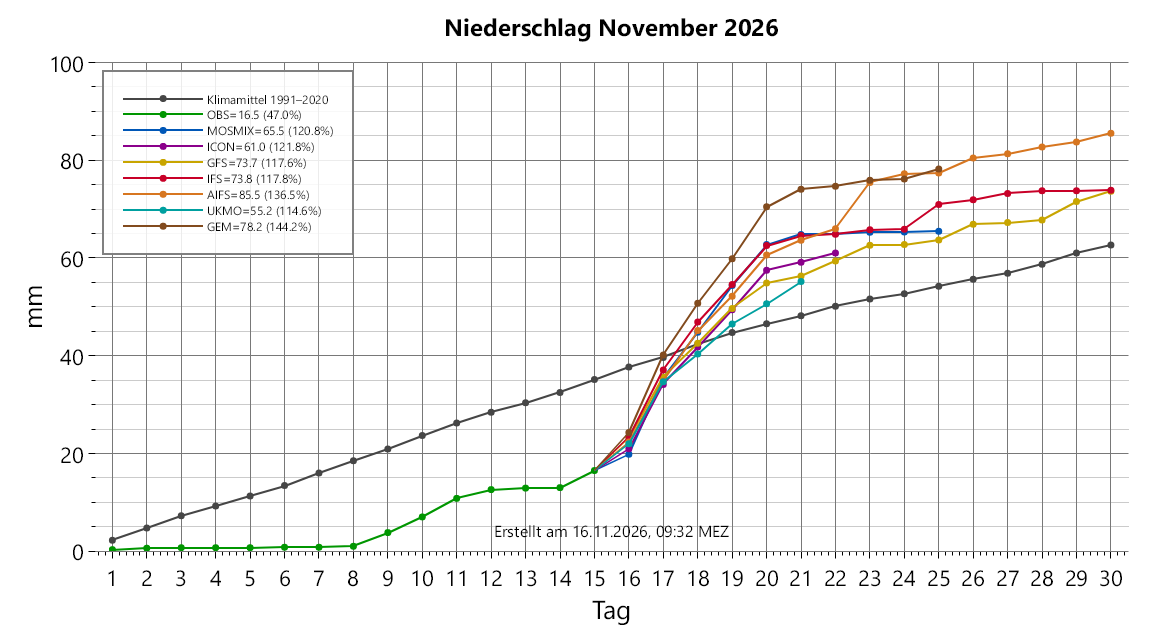 Niederschlag November 2026
100
80
60
40
20
0
mm
Klimamittel 1991–2020
OBS=16.5 (47.0%)
MOSMIX=65.5 (120.8%)
ICON=61.0 (121.8%)
GFS=73.7 (117.6%)
IFS=73.8 (117.8%)
AIFS=85.5 (136.5%)
UKMO=55.2 (114.6%)
GEM=78.2 (144.2%)
Erstellt am 16.11.2026, 09:32 MEZ
1 2 3 4 5 6 7 8 9 10 11 12 13 14 15 16 17 18 19 20 21 22 23 24 25 26 27 28 29 30
Tag